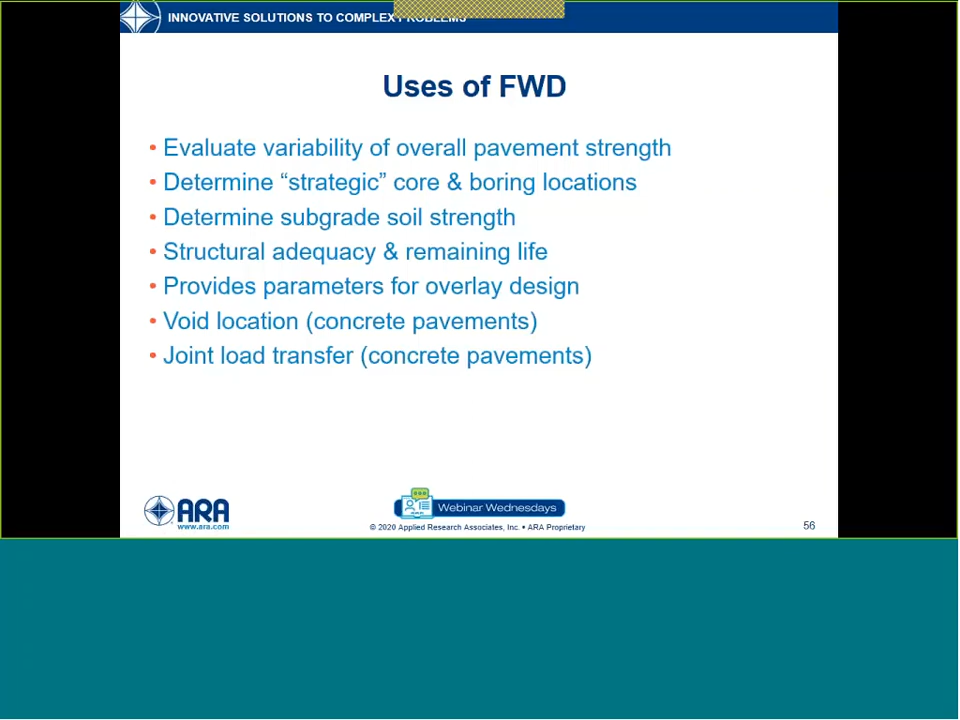 INNOVATIVE SOLUTIONS TO COMPLEX PROBLEMS
Uses of FWD
• Evaluate variability of overall pavement strength
• Determine “strategic” core & boring locations
• Determine subgrade soil strength
• Structural adequacy & remaining life
• Provides parameters for overlay design
• Void location (concrete pavements)
• Joint load transfer (concrete pavements)
ARA
www.ara.com
Webinar Wednesdays
© 2020 Applied Research Associates, Inc. • ARA Proprietary
56